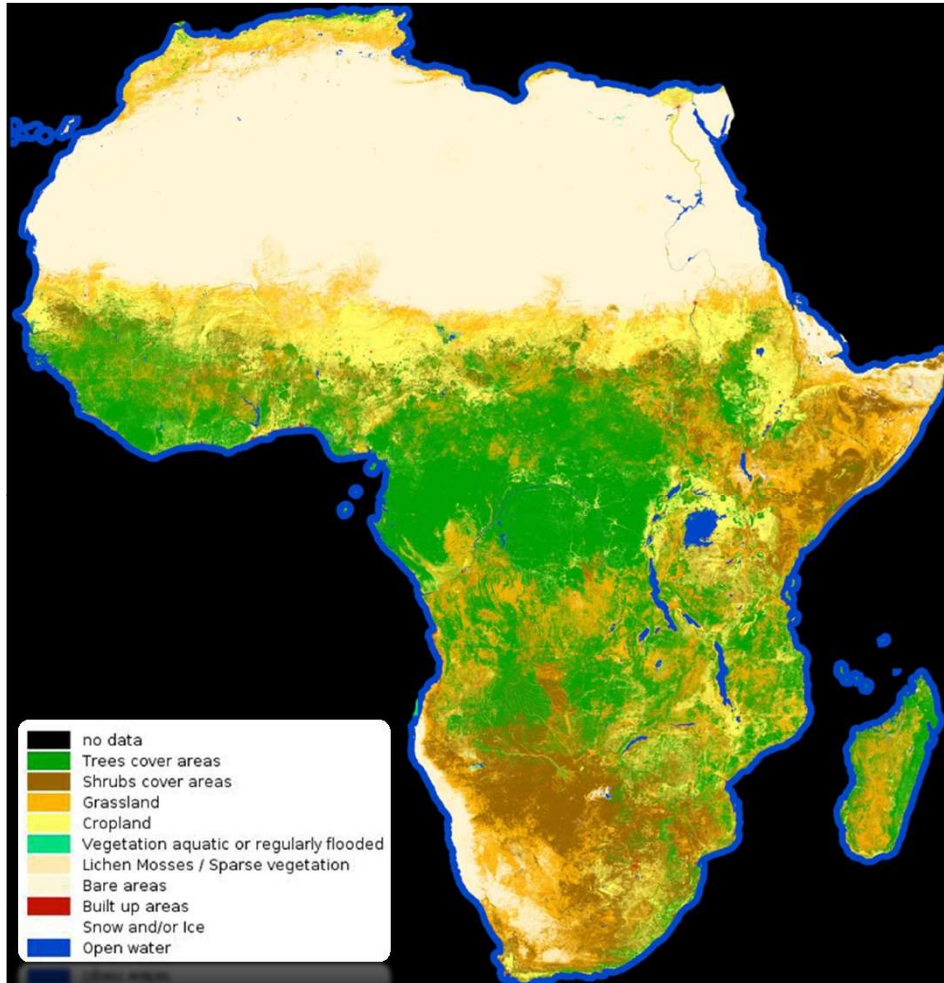 no data
Trees cover areas
Shrubs cover areas
Grassland
Cropland
Vegetation aquatic or regularly flooded
Lichen Mosses / Sparse vegetation
Bare areas
Built up areas
Snow and/or Ice
Open water